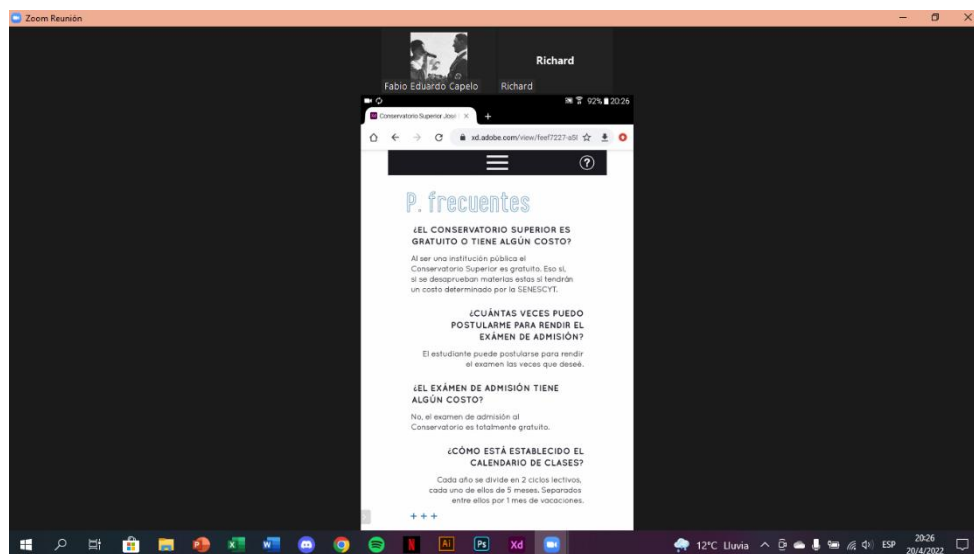 Zoom Reunión
Richard
Fabio Eduardo Capelo
Richard
92% 20:26
Conservatorio Superior José
xd.adobe.com/view/feef7227-a5
P. frecuentes
¿EL CONSERVATORIO SUPERIOR ES
GRATUITO O TIENE ALGÚN COSTO?
Al ser una institución pública el
Conservatorio Superior es gratuito. Eso si,
si se desaprueban materias estas si tendrán
un costo determinado por la SENESCYT.
¿CUÁNTAS VECES PUEDO
POSTULARME PARA RENDIR EL
EXÁMEN DE ADMISIÓN?
El estudiante puede postularse para rendir
el examen las veces que deseé.
¿EL EXÁMEN DE ADMISIÓN TIENE
ALGÚN COSTO?
No, el examen de admisión al
Conservatorio es totalmente gratuito.
¿CÓMO ESTÁ ESTABLECIDO EL
CALENDARIO DE CLASES?
Cada año se divide en 2 ciclos lectivos,
cada uno de ellos de 5 meses. Separados
entre ellos por 1 mes de vacaciones.
+ + +
12°C Lluvia
ESP
20:26
20/4/2022